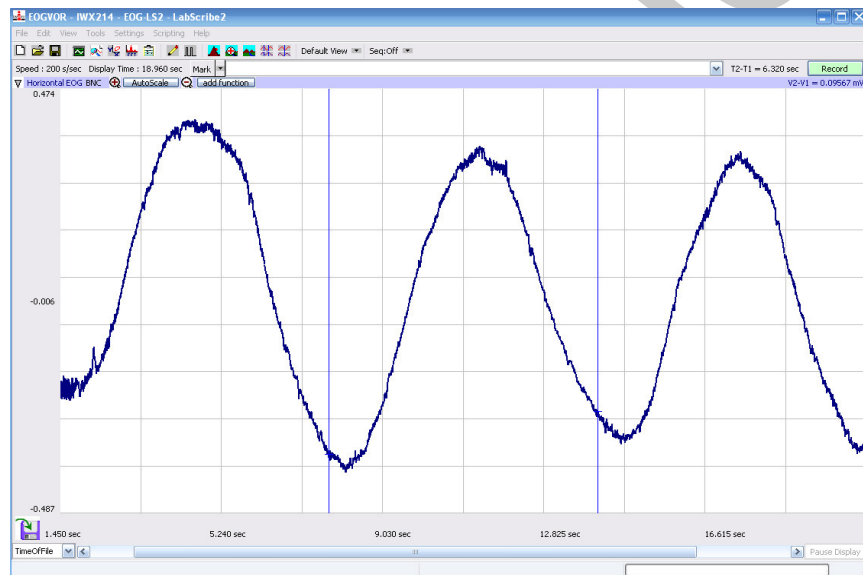 EOGVOR - IWX214 - EOG-LS2 - LabScribe2
File Edit View Tools Settings Scripting Help
Default View Seq:Off
Speed : 200 s/sec Display Time : 18.960 sec Mark T2-T1 = 6.320 sec Record
Horizontal EOG BNC AutoScale add function V2-V1 = 0.09567 mV
0.474
-0.006
-0.487
1.450 sec 5.240 sec 9.030 sec 12.825 sec 16.615 sec
TimeOfFile Pause Display